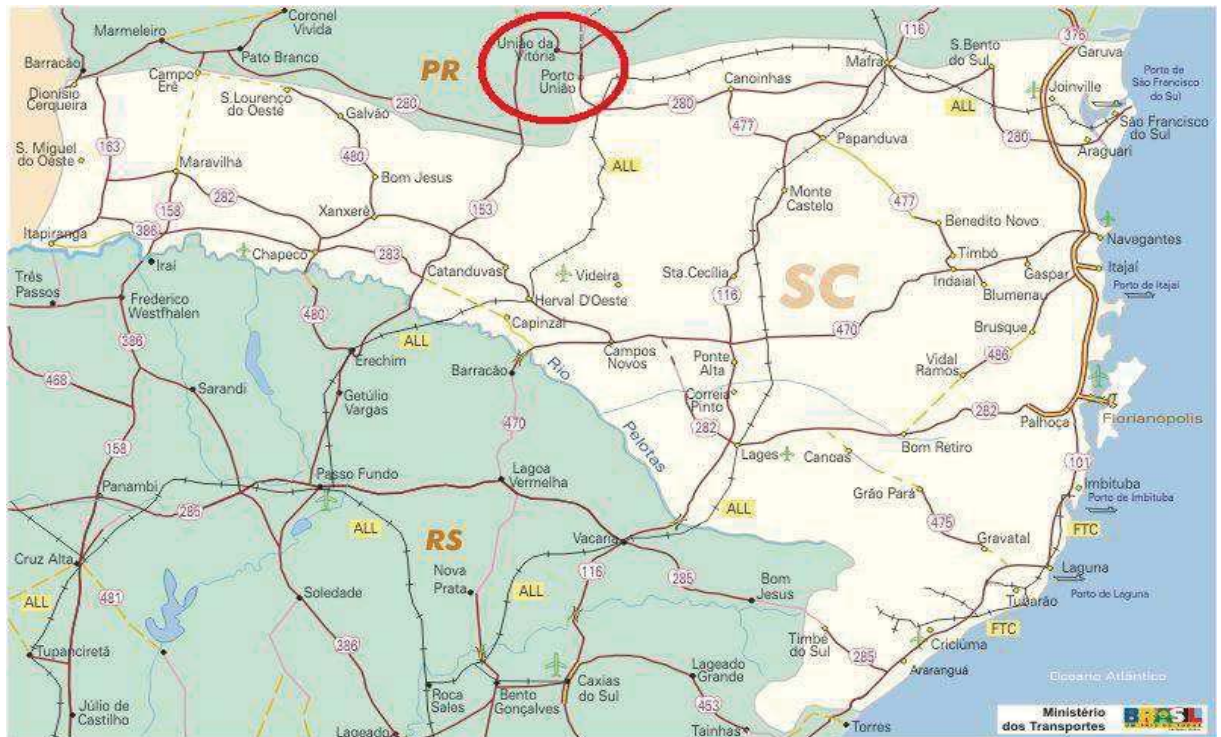 Coronel
Vivida
Marmeleiro
116
376
Garuva
União da
Vitória
S.Bento
do Sul
Barracão
Pato Branco
PR
Mafra
Porto de
São Francisco
do Sul
Campo
Erê
Porto
União
Canoinhas
Joinville
Dionísio
Cerqueira
S.Lourenço
do Oeste
280
Galvão
280
ALL
São Francisco
do Sul
477
Papanduva
280
Araguari
163
S. Miguel
do Oeste
Maravilha
480
ALL
Bom Jesus
Monte
Castelo
477
282
158
Xanxerê
153
Benedito Novo
Itapiranga
386
Navegantes
Chapecó
283
Timbó
Iraí
Catanduvas
Videira
Sta.Cecília
SC
Gaspar
Itajaí
Três
Passos
Indaial
Blumenau
Porto de Itajaí
Frederico
Westfhalen
Herval D'Oeste
116
480
Capinzal
470
Brusque
386
ALL
Erechim
Campos
Novos
Ponte
Alta
486
Barracão
Rio
Vidal
Ramos
468
Sarandi
Getúlio
Vargas
Correia
Pinto
282
470
282
Palhoça
Florianópolis
Pelotas
Bom Retiro
158
Lages
Canoas
101
Passo Fundo
Lagoa
Vermelha
Imbituba
Panambi
Grão Pará
Porto de Imbituba
285
ALL
ALL
475
FTC
RS
Vacaria
Gravatal
Cruz Alta
116
Laguna
Nova
Prata
285
Bom
Jesus
ALL
481
ALL
Soledade
Tubarão
Porto de Laguna
FTC
Timbé
do Sul
Criciúma
386
285
Tupanciretã
Lageado
Grande
Araranguá
Oceano Atlântico
Júlio de
Castilho
Roca
Sales
Bento
Gonçalves
Caxias
do Sul
453
Ministério
dos Transportes
BRASIL
Lageado
Tainhas
Torres